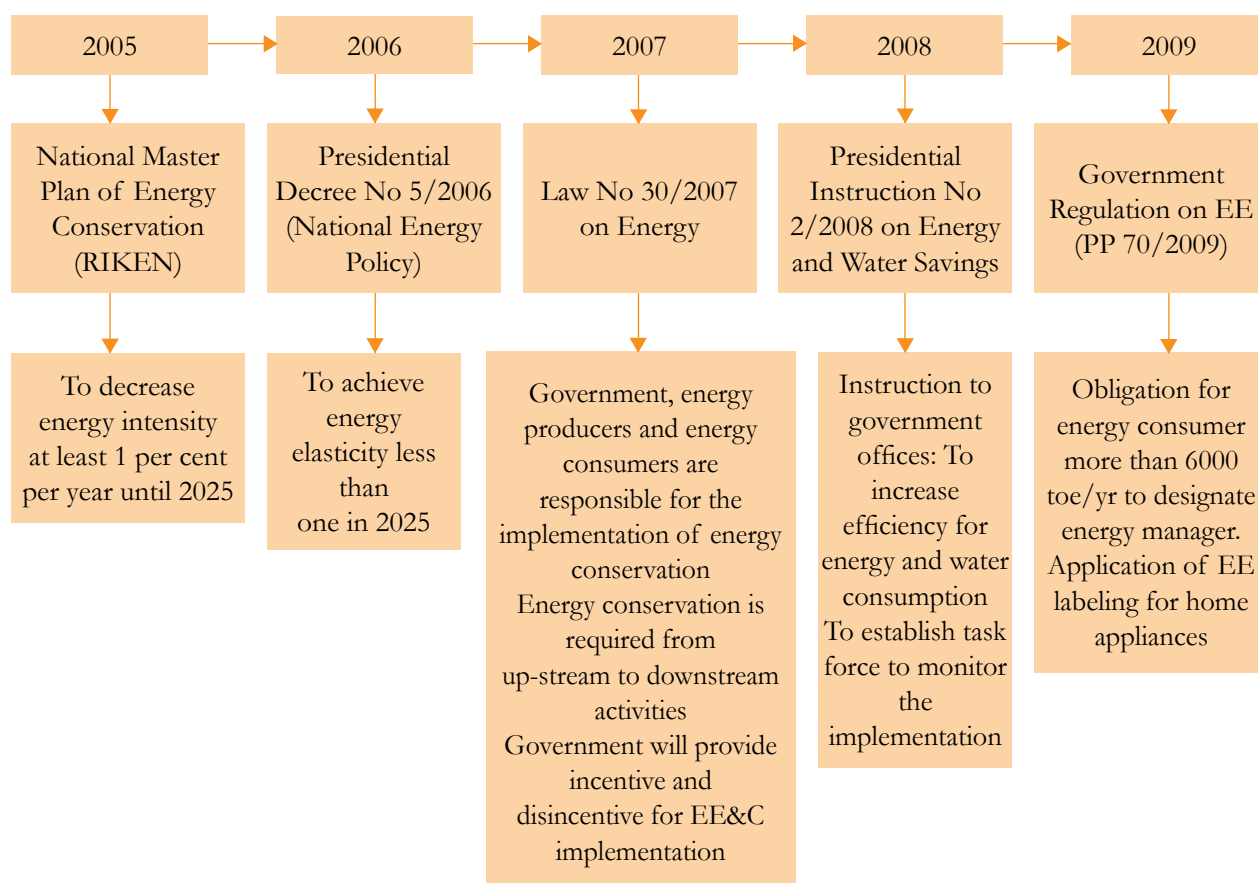 2005
2006
2007
2008
2009
National Master
Plan of Energy
Conservation
(RIKEN)
Presidential
Decree No 5/2006
(National Energy
Policy)
Law No 30/2007
on Energy
Presidential
Instruction No
2/2008 on Energy
and Water Savings
Government
Regulation on EE
(PP 70/2009)
To decrease
energy intensity
at least 1 per cent
per year until 2025
To achieve
energy
elasticity less
than
one in 2025
Government, energy
producers and energy
consumers are
responsible for the
implementation of energy
conservation
Energy conservation is
required from
up-stream to downstream
activities
Government will provide
incentive and
disincentive for EE&C
implementation
Instruction to
government
offices: To
increase
efficiency for
energy and water
consumption
To establish task
force to monitor
the
implementation
Obligation for
energy consumer
more than 6000
toe/yr to designate
energy manager.
Application of EE
labeling for home
appliances